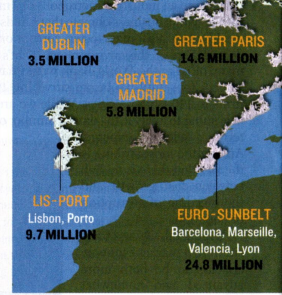 GREATER
DUBLIN
3.5 MILLION
GREATER PARIS
14.6 MILLION
GREATER
MADRID
5.8 MILLION
LIS-PORT
Lisbon, Porto
9.7 MILLION
EURO-SUNBELT
Barcelona, Marseille,
Valencia, Lyon
24.8 MILLION